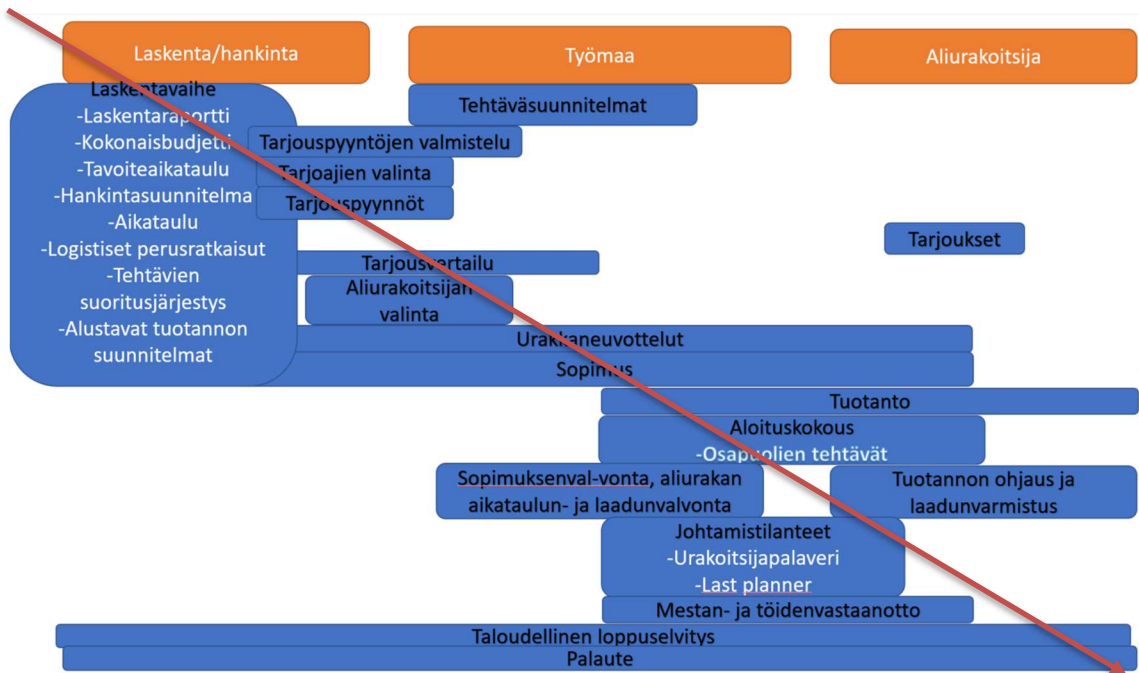 Laskenta/hankinta
Työmaa
Aliurakoitsija
Laskentavaihe
-Laskentaraportti
-Kokonaisbudjetti
-Tavoiteaikataulu
-Hankintasuunnitelma
-Aikataulu
-Logistiset perusratkaisut
-Tehtävien
suoritusjärjestys
-Alustavat tuotannon
suunnitelmat
Tehtäväsuunnitelmat
Tarjouspyyntöjen valmistelu
Tarjoajien valinta
Tarjouspyynnöt
Tarjoukset
Tarjousvertailu
Aliurakoitsijan
valinta
Urakkaneuvottelut
Sopimus
Tuotanto
Aloituskokous
-Osapuolien tehtävät
Sopimuksenval-vonta, aliurakan
aikataulun- ja laadunvalvonta
Tuotannon ohjaus ja
laadunvarmistus
Johtamistilanteet
-Urakoitsijapalaveri
-Last planner
Mestan- ja töidenvastaanotto
Taloudellinen loppuselvitys
Palaute